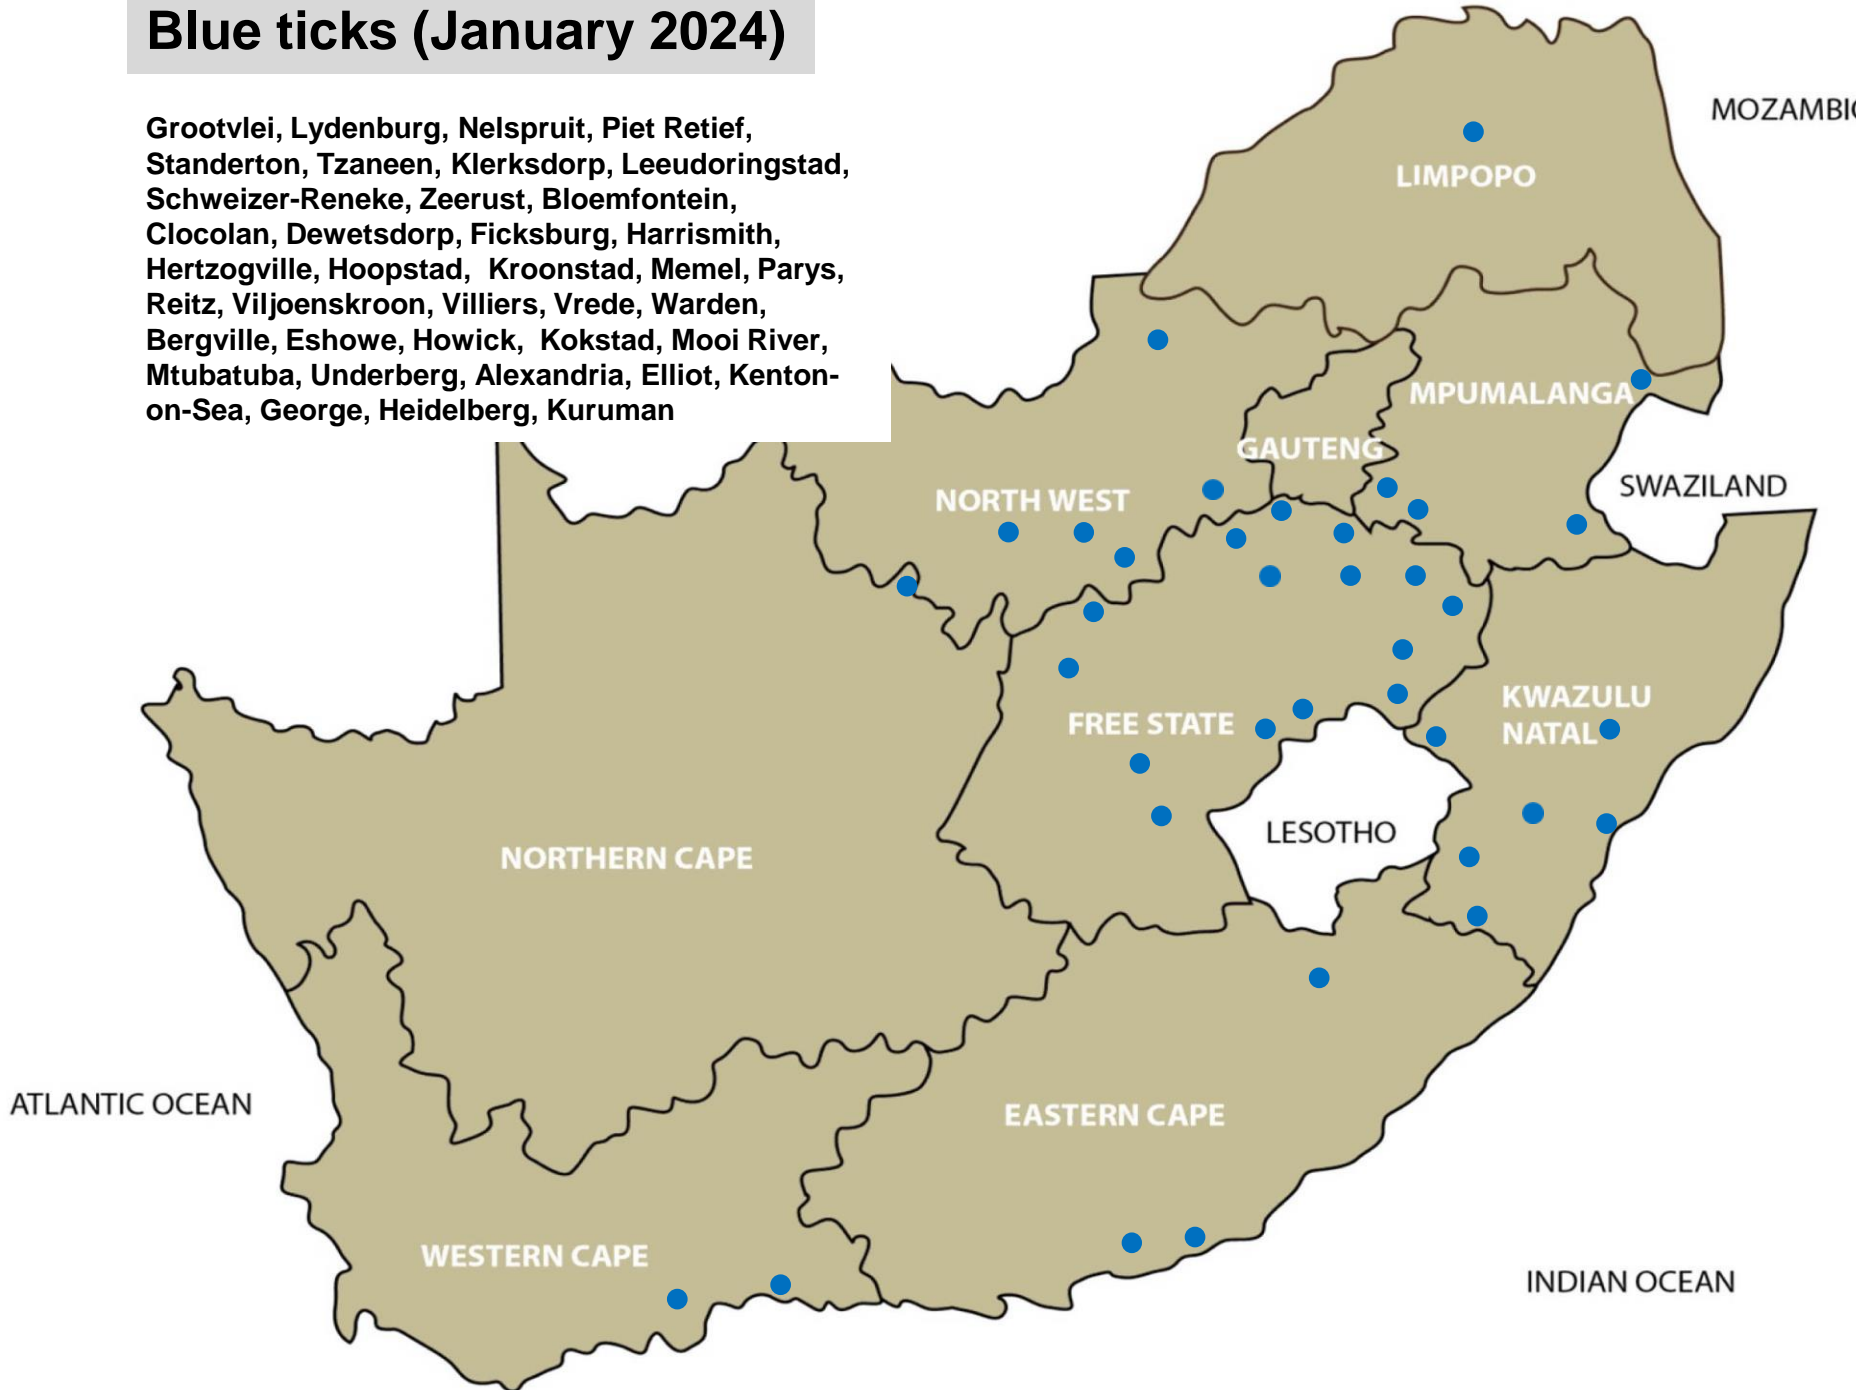 Blue ticks (January 2024)
Grootvlei, Lydenburg, Nelspruit, Piet Retief,
Standerton, Tzaneen, Klerksdorp, Leeudoringstad,
Schweizer-Reneke, Zeerust, Bloemfontein,
Clocolan, Dewetsdorp, Ficksburg, Harrismith,
Hertzogville, Hoopstad, Kroonstad, Memel, Parys,
Reitz, Viljoenskroon, Villiers, Vrede, Warden,
Bergville, Eshowe, Howick, Kokstad, Mooi River,
Mtubatuba, Underberg, Alexandria, Elliot, Kenton-
on-Sea, George, Heidelberg, Kuruman
MOZAMBIC
LIMPOPO
MPUMALANGA
GAUTENG
SWAZILAND
NORTH WEST
KWAZULU
NATAL
FREE STATE
LESOTHO
NORTHERN CAPE
ATLANTIC OCEAN
EASTERN CAPE
WESTERN CAPE
INDIAN OCEAN